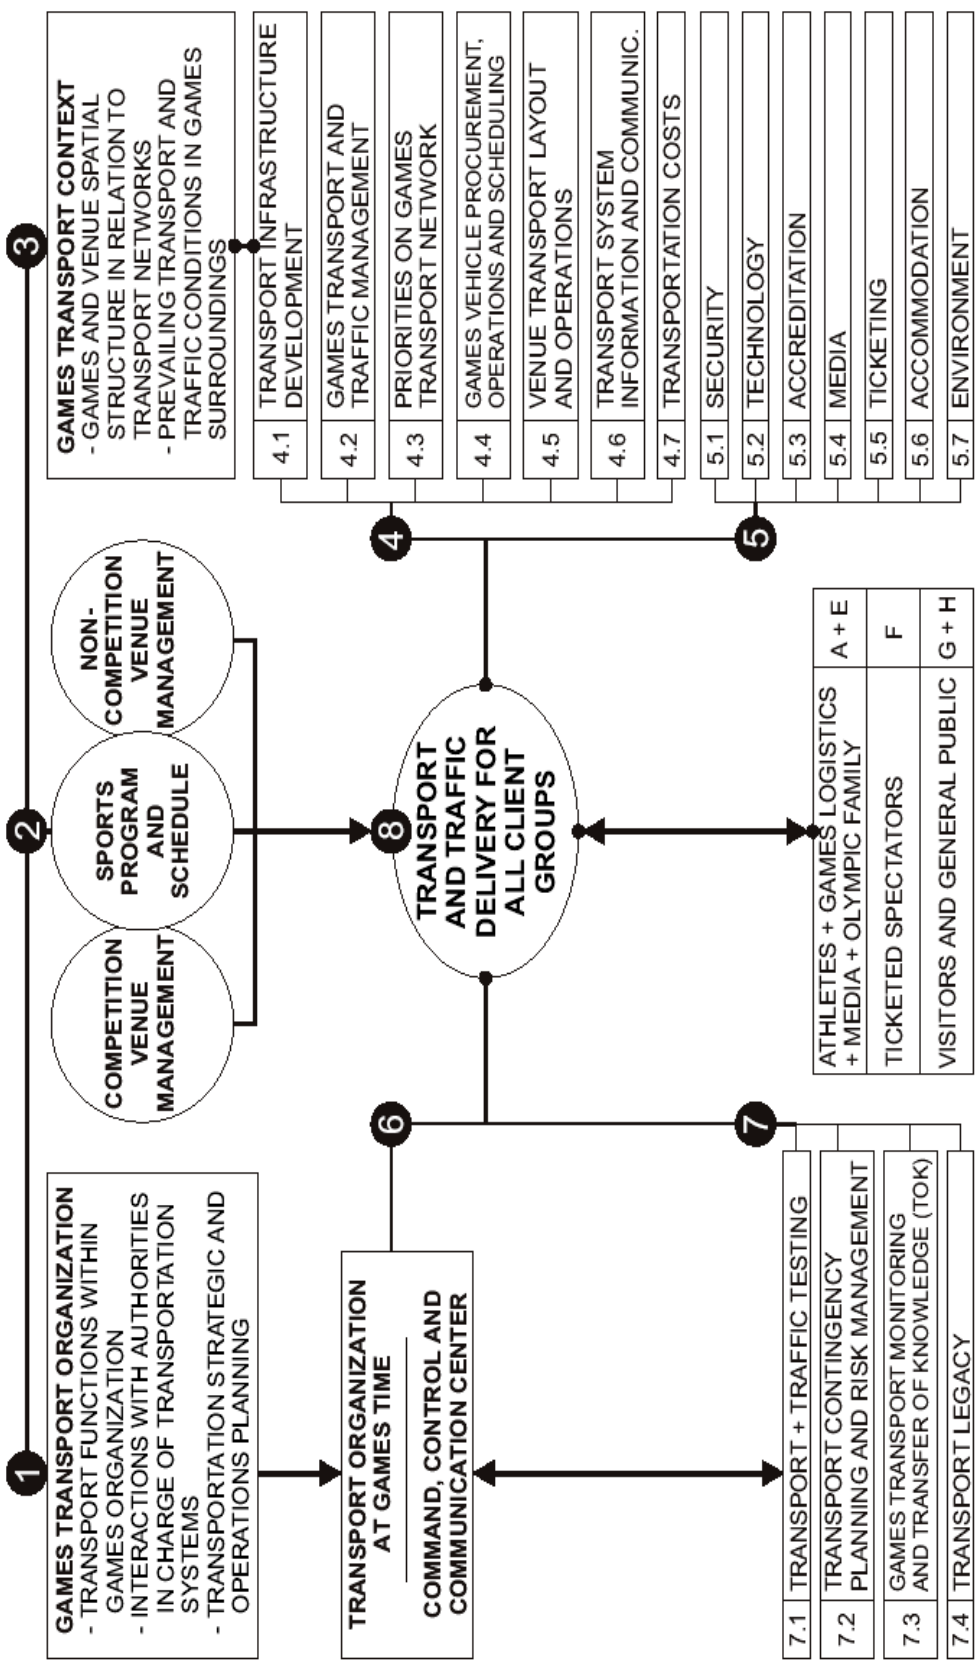 1
2
3
GAMES TRANSPORT ORGANIZATION
- TRANSPORT FUNCTIONS WITHIN
GAMES ORGANIZATION
- INTERACTIONS WITH AUTHORITIES
IN CHARGE OF TRANSPORTATION
SYSTEMS
- TRANSPORTATION STRATEGIC AND
OPERATIONS PLANNING
COMPETITION
VENUE
MANAGEMENT
SPORTS
PROGRAM
AND
SCHEDULE
NON-
COMPETITION
VENUE
MANAGEMENT
GAMES TRANSPORT CONTEXT
- GAMES AND VENUE SPATIAL
STRUCTURE IN RELATION TO
TRANSPORT NETWORKS
- PREVAILING TRANSPORT AND
TRAFFIC CONDITIONS IN GAMES
SURROUNDINGS
TRANSPORT ORGANIZATION
AT GAMES TIME
COMMAND, CONTROL AND
COMMUNICATION CENTER
6
8
TRANSPORT
AND TRAFFIC
DELIVERY FOR
ALL CLIENT
GROUPS
4
4.1 TRANSPORT INFRASTRUCTURE
DEVELOPMENT
4.2 GAMES TRANSPORT AND
TRAFFIC MANAGEMENT
4.3 PRIORITIES ON GAMES
TRANSPORT NETWORK
4.4 GAMES VEHICLE PROCUREMENT,
OPERATIONS AND SCHEDULING
4.5 VENUE TRANSPORT LAYOUT
AND OPERATIONS
4.6 TRANSPORT SYSTEM
INFORMATION AND COMMUNIC.
4.7 TRANSPORTATION COSTS
5
5.1 SECURITY
5.2 TECHNOLOGY
5.3 ACCREDITATION
5.4 MEDIA
5.5 TICKETING
5.6 ACCOMMODATION
5.7 ENVIRONMENT
7
7.1 TRANSPORT + TRAFFIC TESTING
7.2 TRANSPORT CONTINGENCY
PLANNING AND RISK MANAGEMENT
7.3 GAMES TRANSPORT MONITORING
AND TRANSFER OF KNOWLEDGE (TOK)
7.4 TRANSPORT LEGACY
ATHLETES + GAMES LOGISTICS
+ MEDIA + OLYMPIC FAMILY A + E
TICKETED SPECTATORS F
VISITORS AND GENERAL PUBLIC G + H